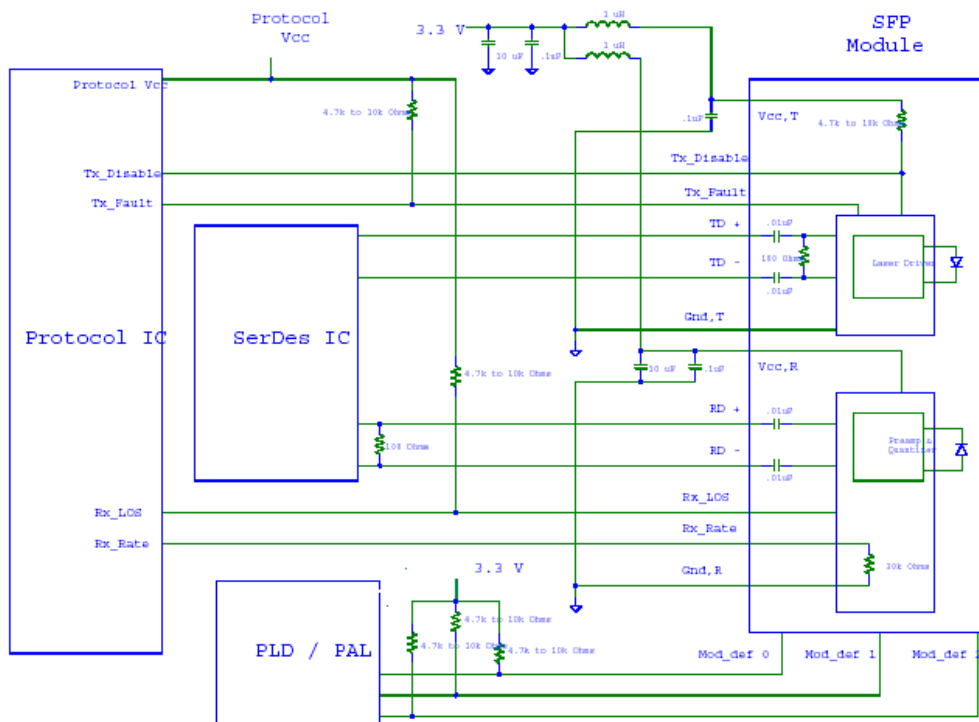 Protocol
Vcc
3.3 V
1 uH
1 uH
10 uF
.1uF
SFP
Module
Protocol Vcc
4.7k to 10k Ohms
.1uF
Vcc,T
4.7k to 10k Ohms
Tx_Disable
Tx_Disable
Tx_Fault
Tx_Fault
TD +
.01uF
100 Ohms
TD -
.01uF
Laser Driver
Gnd,T
Protocol IC
SerDes IC
10 uF
.1uF
Vcc,R
4.7k to 10k Ohms
RD +
.01uF
100 Ohms
RD -
.01uF
Preamp &
Quantizer
Rx_LOS
Rx_LOS
Rx_Rate
Rx_Rate
Gnd,R
30k Ohms
3.3 V
4.7k to 10k Ohms
4.7k to 10k Ohms
4.7k to 10k Ohms
PLD / PAL
Mod_def 0
Mod_def 1
Mod_def